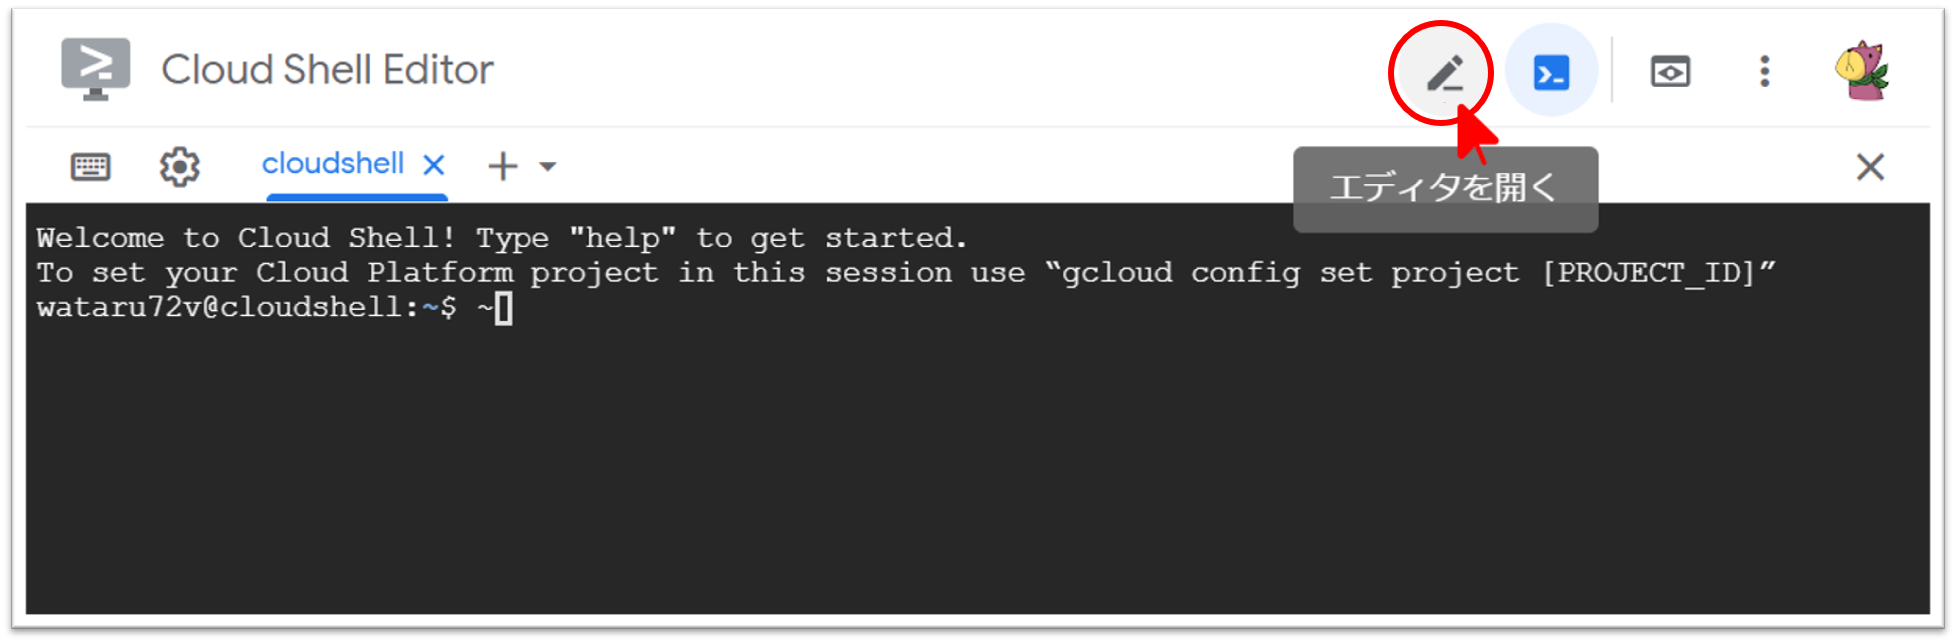 Cloud Shell Editor
cloudshell
エディタを開く
Welcome to Cloud Shell! Type "help" to get started.
To set your Cloud Platform project in this session use “gcloud config set project [PROJECT_ID]”
wataru72v@cloudshell:~$ ~